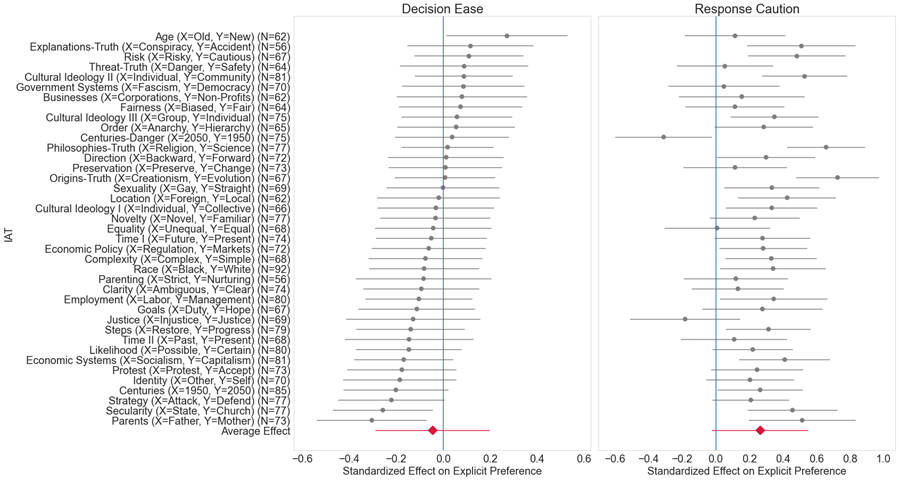 Decision Ease
Response Caution
IAT
Age (X=Old, Y=New) (N=62)
Explanations-Truth (X=Conspiracy, Y=Accident) (N=56)
Risk (X=Risky, Y=Cautious) (N=67)
Threat-Truth (X=Danger, Y=Safety) (N=64)
Cultural Ideology II (X=Individual, Y=Community) (N=81)
Government Systems (X=Fascism, Y=Democracy) (N=70)
Businesses (X=Corporations, Y=Non-Profits) (N=62)
Fairness (X=Biased, Y=Fair) (N=64)
Cultural Ideology III (X=Group, Y=Individual) (N=75)
Order (X=Anarchy, Y=Hierarchy) (N=65)
Centuries-Danger (X=2050, Y=1950) (N=75)
Philosophies-Truth (X=Religion, Y=Science) (N=77)
Direction (X=Backward, Y=Forward) (N=72)
Preservation (X=Preserve, Y=Change) (N=73)
Origins-Truth (X=Creationism, Y=Evolution) (N=67)
Sexuality (X=Gay, Y=Straight) (N=69)
Location (X=Foreign, Y=Local) (N=62)
Cultural Ideology I (X=Individual, Y=Collective) (N=66)
Novelty (X=Novel, Y=Familiar) (N=77)
Equality (X=Unequal, Y=Equal) (N=68)
Time I (X=Future, Y=Present) (N=74)
Economic Policy (X=Regulation, Y=Markets) (N=72)
Complexity (X=Complex, Y=Simple) (N=68)
Race (X=Black, Y=White) (N=92)
Parenting (X=Strict, Y=Nurturing) (N=56)
Clarity (X=Ambiguous, Y=Clear) (N=74)
Employment (X=Labor, Y=Management) (N=80)
Goals (X=Duty, Y=Hope) (N=67)
Justice (X=Injustice, Y=Justice) (N=69)
Steps (X=Restore, Y=Progress) (N=79)
Time II (X=Past, Y=Present) (N=68)
Likelihood (X=Possible, Y=Certain) (N=80)
Economic Systems (X=Socialism, Y=Capitalism) (N=81)
Protest (X=Protest, Y=Accept) (N=73)
Identity (X=Other, Y=Self) (N=70)
Centuries (X=1950, Y=2050) (N=85)
Strategy (X=Attack, Y=Defend) (N=77)
Secularity (X=State, Y=Church) (N=77)
Parents (X=Father, Y=Mother) (N=73)
Average Effect
−0.6 −0.4 −0.2 0.0 0.2 0.4 0.6
Standardized Effect on Explicit Preference
−0.6 −0.4 −0.2 0.0 0.2 0.4 0.6 0.8 1.0
Standardized Effect on Explicit Preference